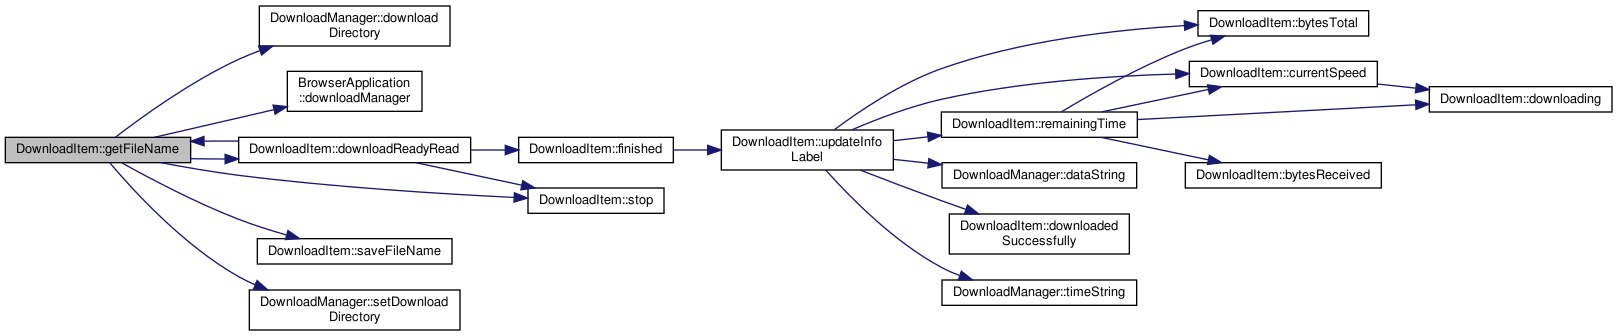 DownloadManager::download
Directory
BrowserApplication
::downloadManager
DownloadItem::getFileName
DownloadItem::downloadReadyRead
DownloadItem::stop
DownloadItem::saveFileName
DownloadManager::setDownload
Directory
DownloadItem::finished
DownloadItem::updateInfo
Label
DownloadItem::remainingTime
DownloadManager::dataString
DownloadItem::downloaded
Successfully
DownloadManager::timeString
DownloadItem::bytesTotal
DownloadItem::currentSpeed
DownloadItem::bytesReceived
DownloadItem::downloading